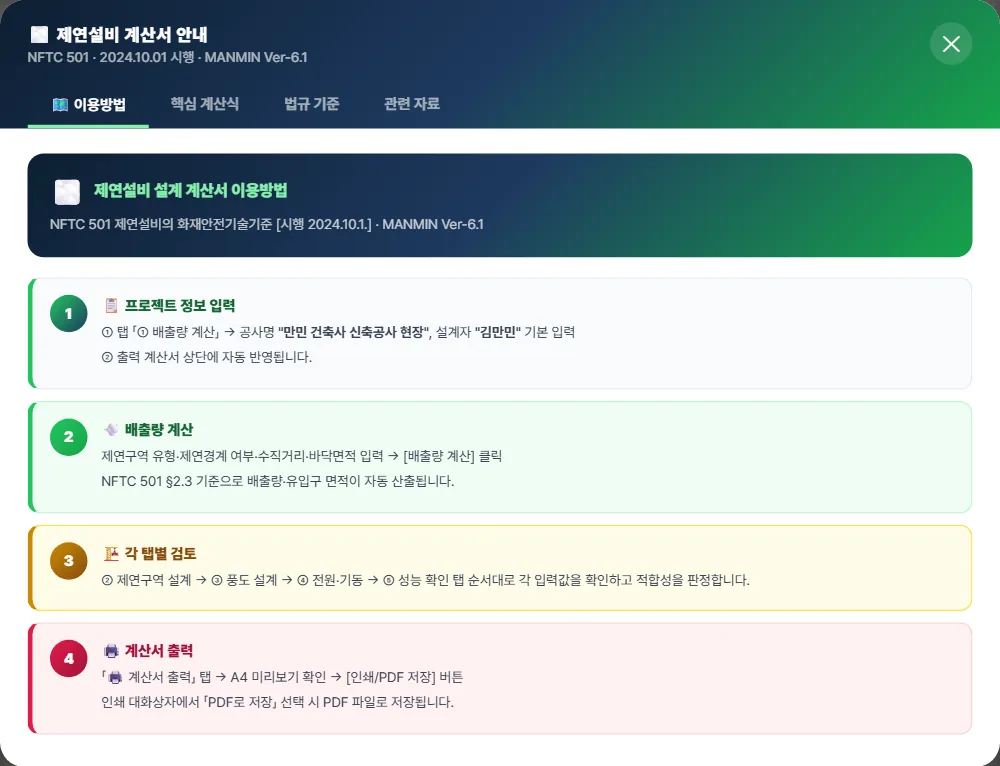 제연설비 계산서 안내
NFTC 501 · 2024.10.01 시행 · MANMIN Ver-6.1
이용방법
핵심 계산식
법규 기준
관련 자료
제연설비 설계 계산서 이용방법
NFTC 501 제연설비의 화재안전기술기준 [시행 2024.10.1.] · MANMIN Ver-6.1
1
프로젝트 정보 입력
① 탭 「① 배출량 계산」 → 공사명 "만민 건축사 신축공사 현장", 설계자 "김만민" 기본 입력
② 출력 계산서 상단에 자동 반영됩니다.
2
배출량 계산
제연구역 유형·제연경계 여부·수직거리·바닥면적 입력 → [배출량 계산] 클릭
NFTC 501 §2.3 기준으로 배출량·유입구 면적이 자동 산출됩니다.
3
각 탭별 검토
② 제연구역 설계 → ③ 풍도 설계 → ④ 전원·기동 → ⑤ 성능 확인 탭 순서대로 각 입력값을 확인하고 적합성을 판정합니다.
4
계산서 출력
「🖨 계산서 출력」 탭 → A4 미리보기 확인 → [인쇄/PDF 저장] 버튼
인쇄 대화상자에서 「PDF로 저장」 선택 시 PDF 파일로 저장됩니다.